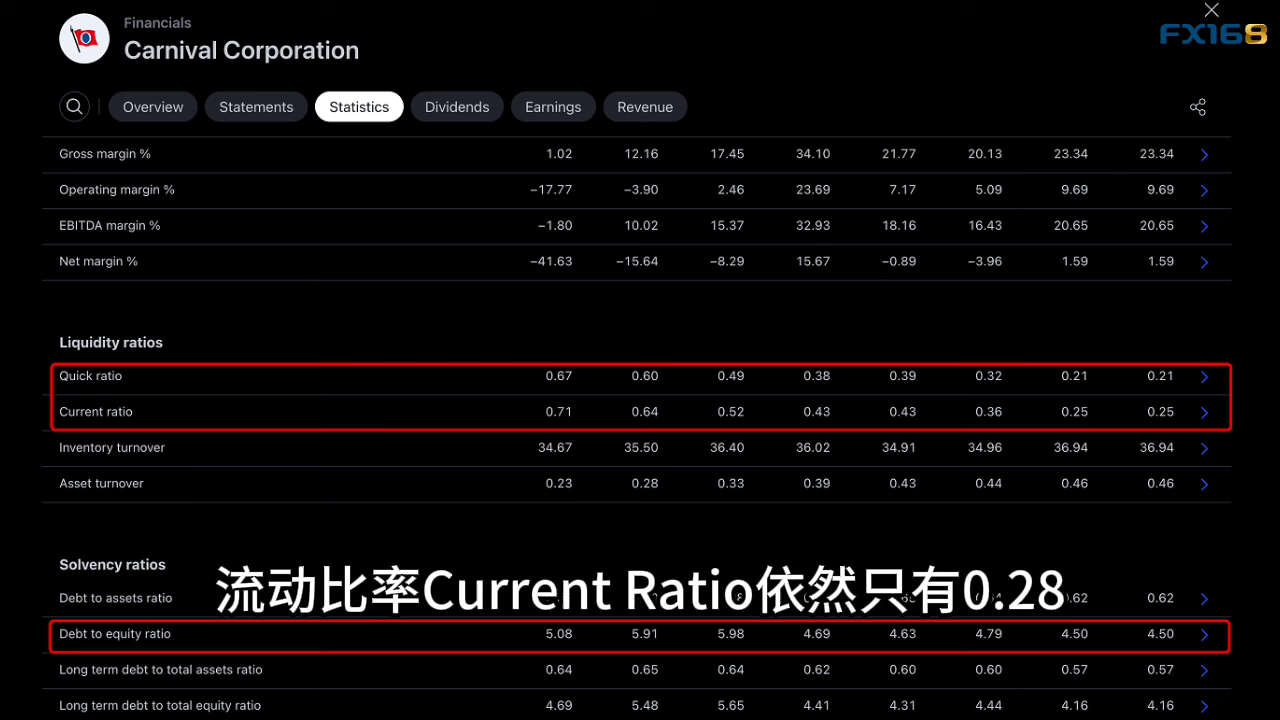 Financials
Carnival Corporation
FX168
Overview Statements Statistics Dividends Earnings Revenue
Gross margin % 1.02 12.16 17.45 34.10 21.77 20.13 23.34 23.34
Operating margin % −17.77 −3.90 2.46 23.69 7.17 5.09 9.69 9.69
EBITDA margin % −1.80 10.02 15.37 32.93 18.16 16.43 20.65 20.65
Net margin % −41.63 −15.64 −8.29 15.67 −0.89 −3.96 1.59 1.59
Liquidity ratios
Quick ratio 0.67 0.60 0.49 0.38 0.39 0.32 0.21 0.21
Current ratio 0.71 0.64 0.52 0.43 0.43 0.36 0.25 0.25
Inventory turnover 34.67 35.50 36.40 36.02 34.91 34.96 36.94 36.94
Asset turnover 0.23 0.28 0.33 0.39 0.43 0.44 0.46 0.46
Solvency ratios
流动比率Current Ratio依然只有0.28
Debt to assets ratio 0.62
Debt to equity ratio 5.08 5.91 5.98 4.69 4.63 4.79 4.50 4.50
Long term debt to total assets ratio 0.64 0.65 0.64 0.62 0.60 0.60 0.57 0.57
Long term debt to total equity ratio 4.69 5.48 5.65 4.41 4.31 4.44 4.16 4.16